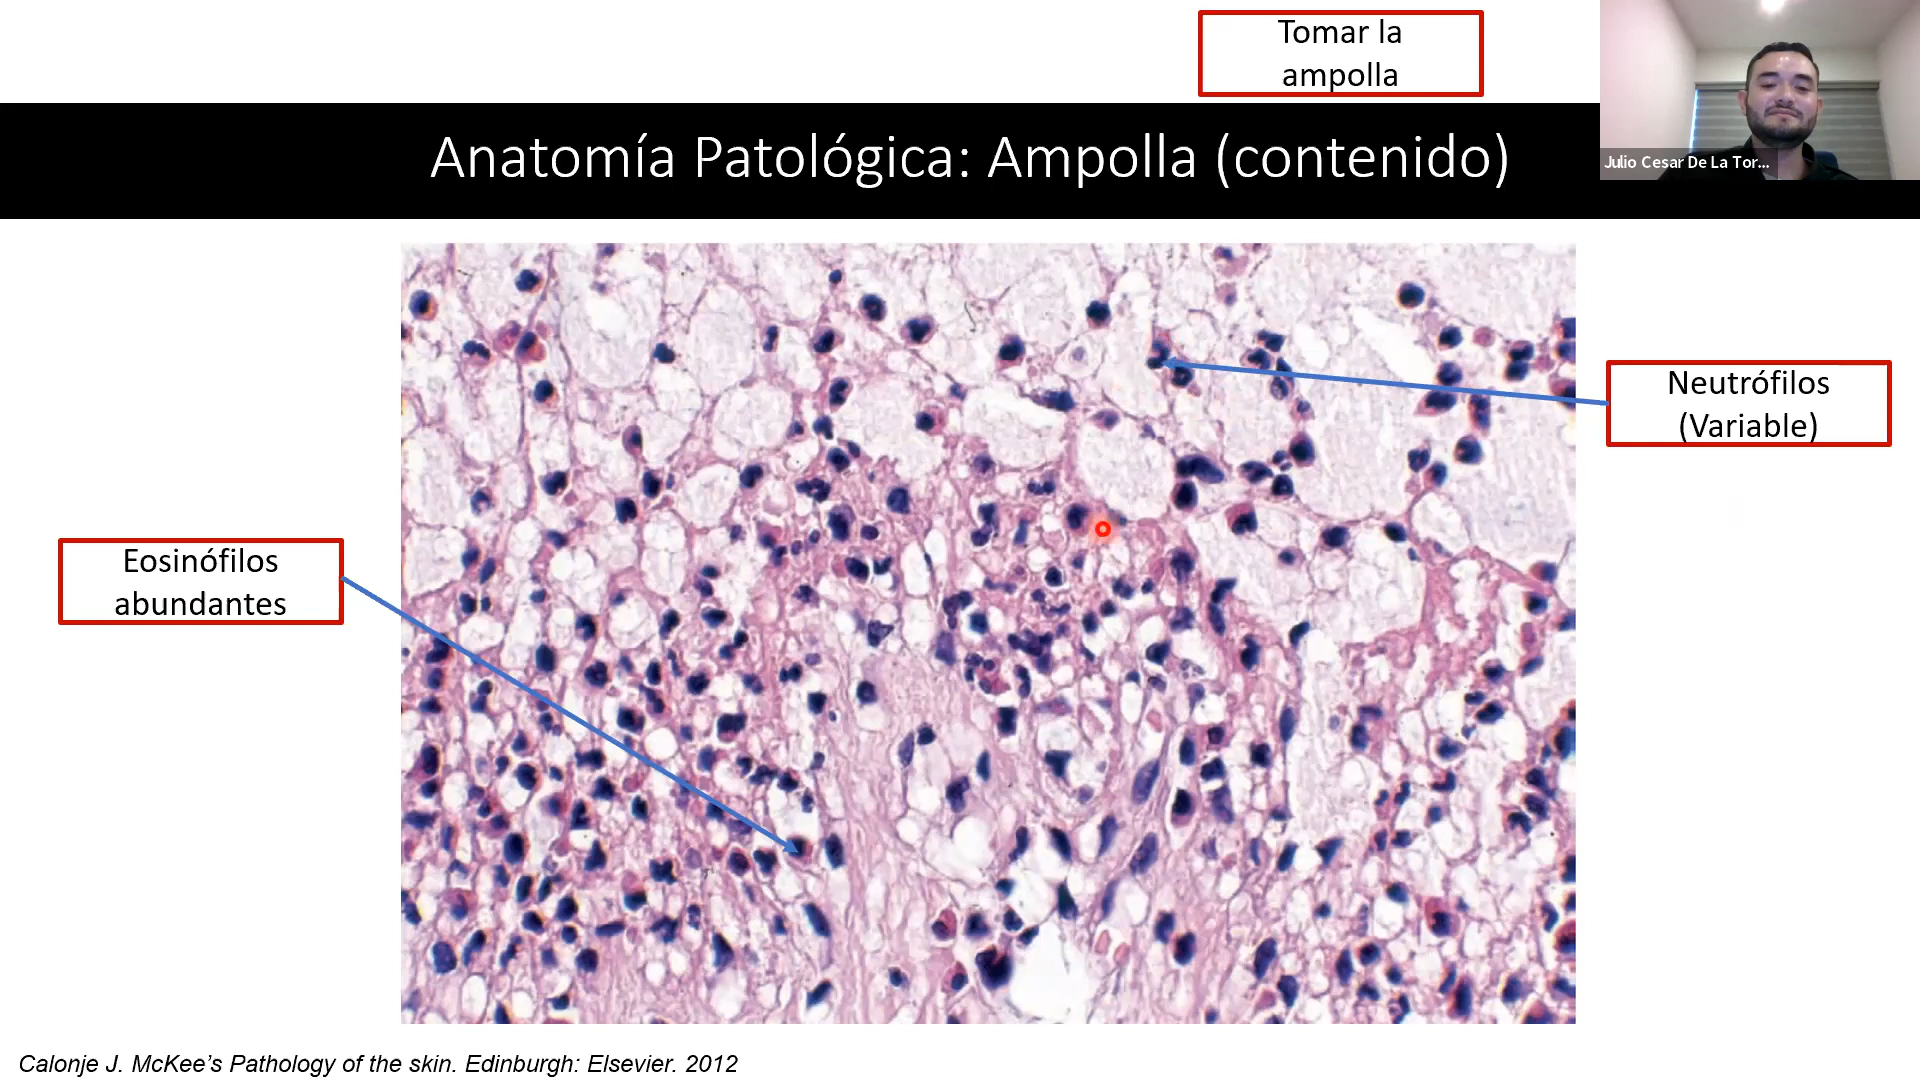 Tomar la
ampolla
Anatomía Patológica: Ampolla (contenido)
Julio Cesar De La Tor...
Neutrófilos
(Variable)
Eosinófilos
abundantes
Calonje J. McKee’s Pathology of the skin. Edinburgh: Elsevier. 2012